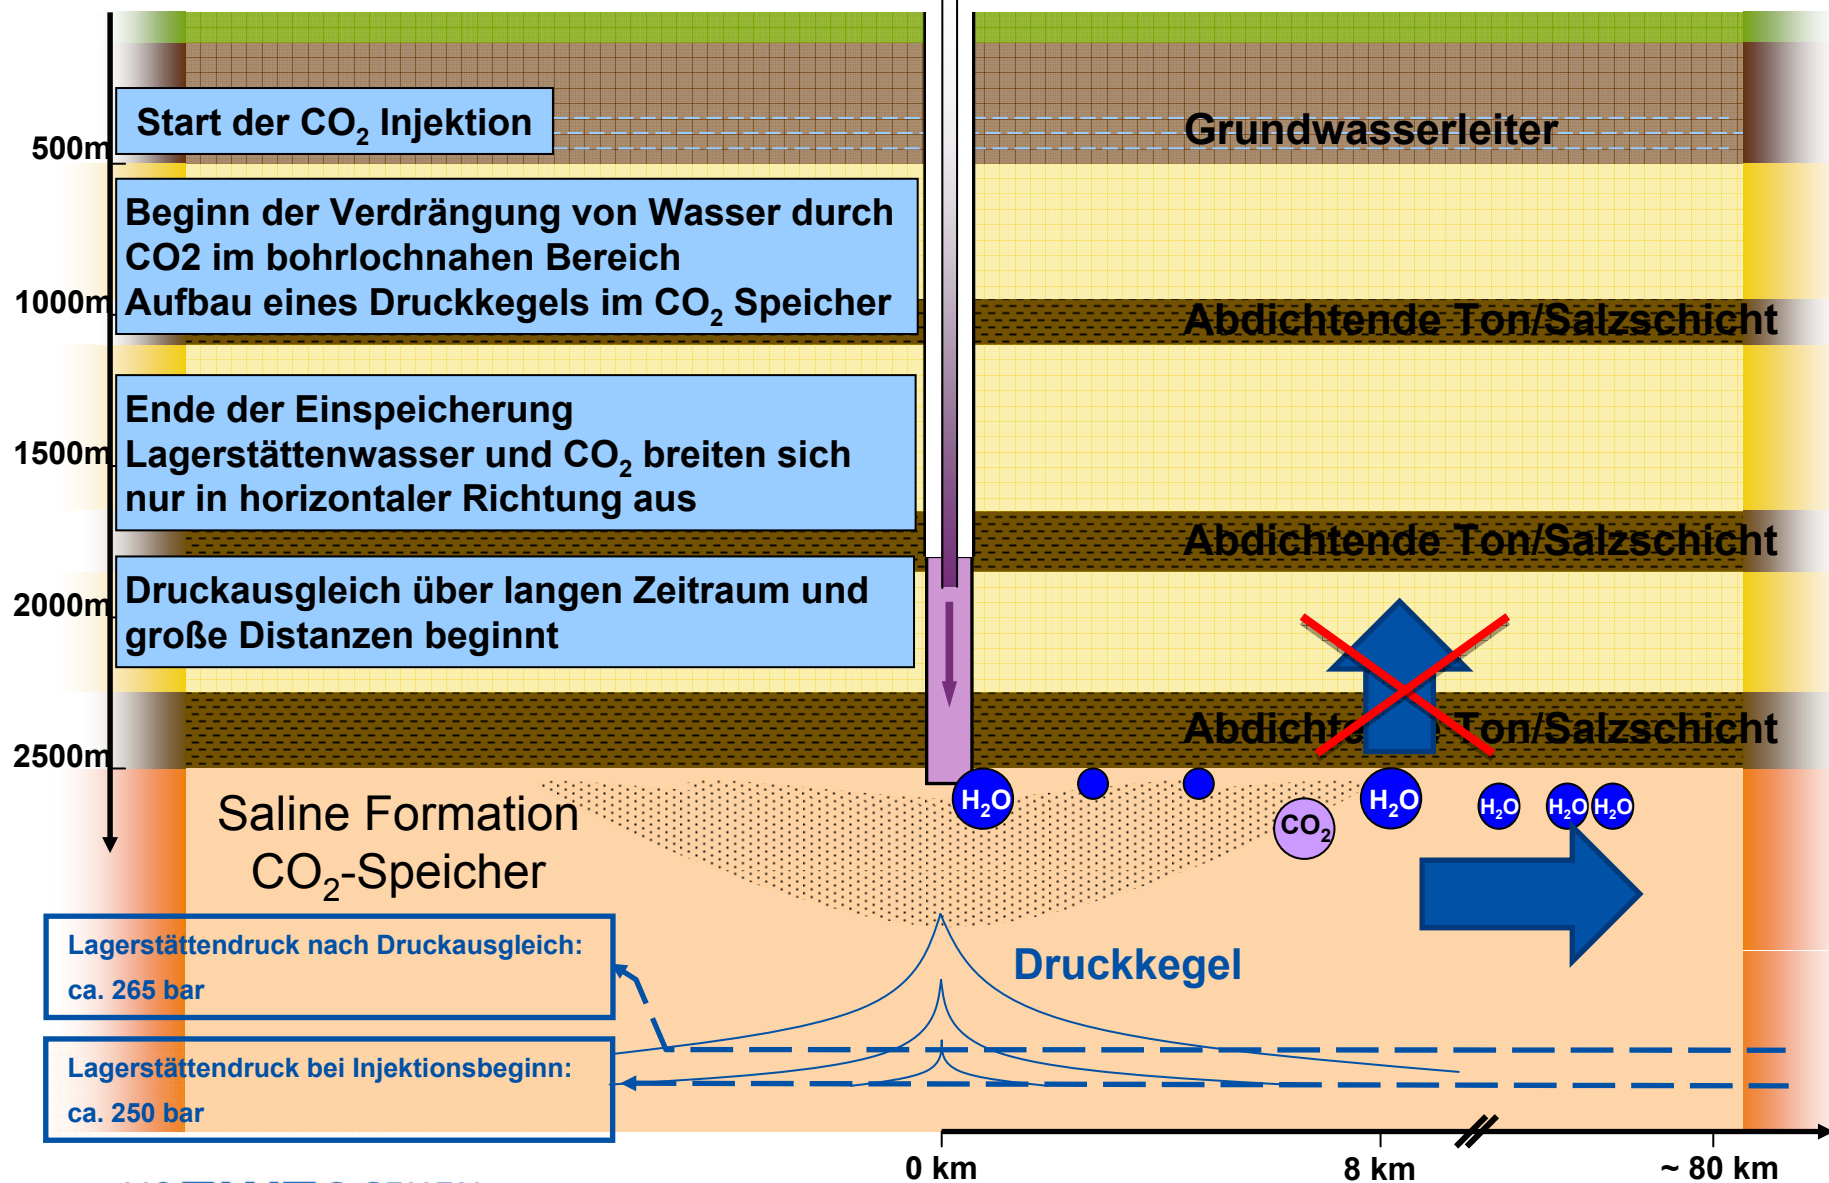 Start der CO₂ Injektion
Grundwasserleiter
500m
Beginn der Verdrängung von Wasser durch
CO2 im bohrlochnahen Bereich
Aufbau eines Druckkegels im CO₂ Speicher
1000m
Abdichtende Ton/Salzschicht
Ende der Einspeicherung
Lagerstättenwasser und CO₂ breiten sich
nur in horizontaler Richtung aus
1500m
Abdichtende Ton/Salzschicht
Druckausgleich über langen Zeitraum und
große Distanzen beginnt
2000m
Abdichtende Ton/Salzschicht
2500m
H₂O
H₂O
H₂O
H₂O
H₂O
CO₂
Saline Formation
CO₂-Speicher
Lagerstättendruck nach Druckausgleich:
ca. 265 bar
Druckkegel
Lagerstättendruck bei Injektionsbeginn:
ca. 250 bar
0 km
8 km
~ 80 km